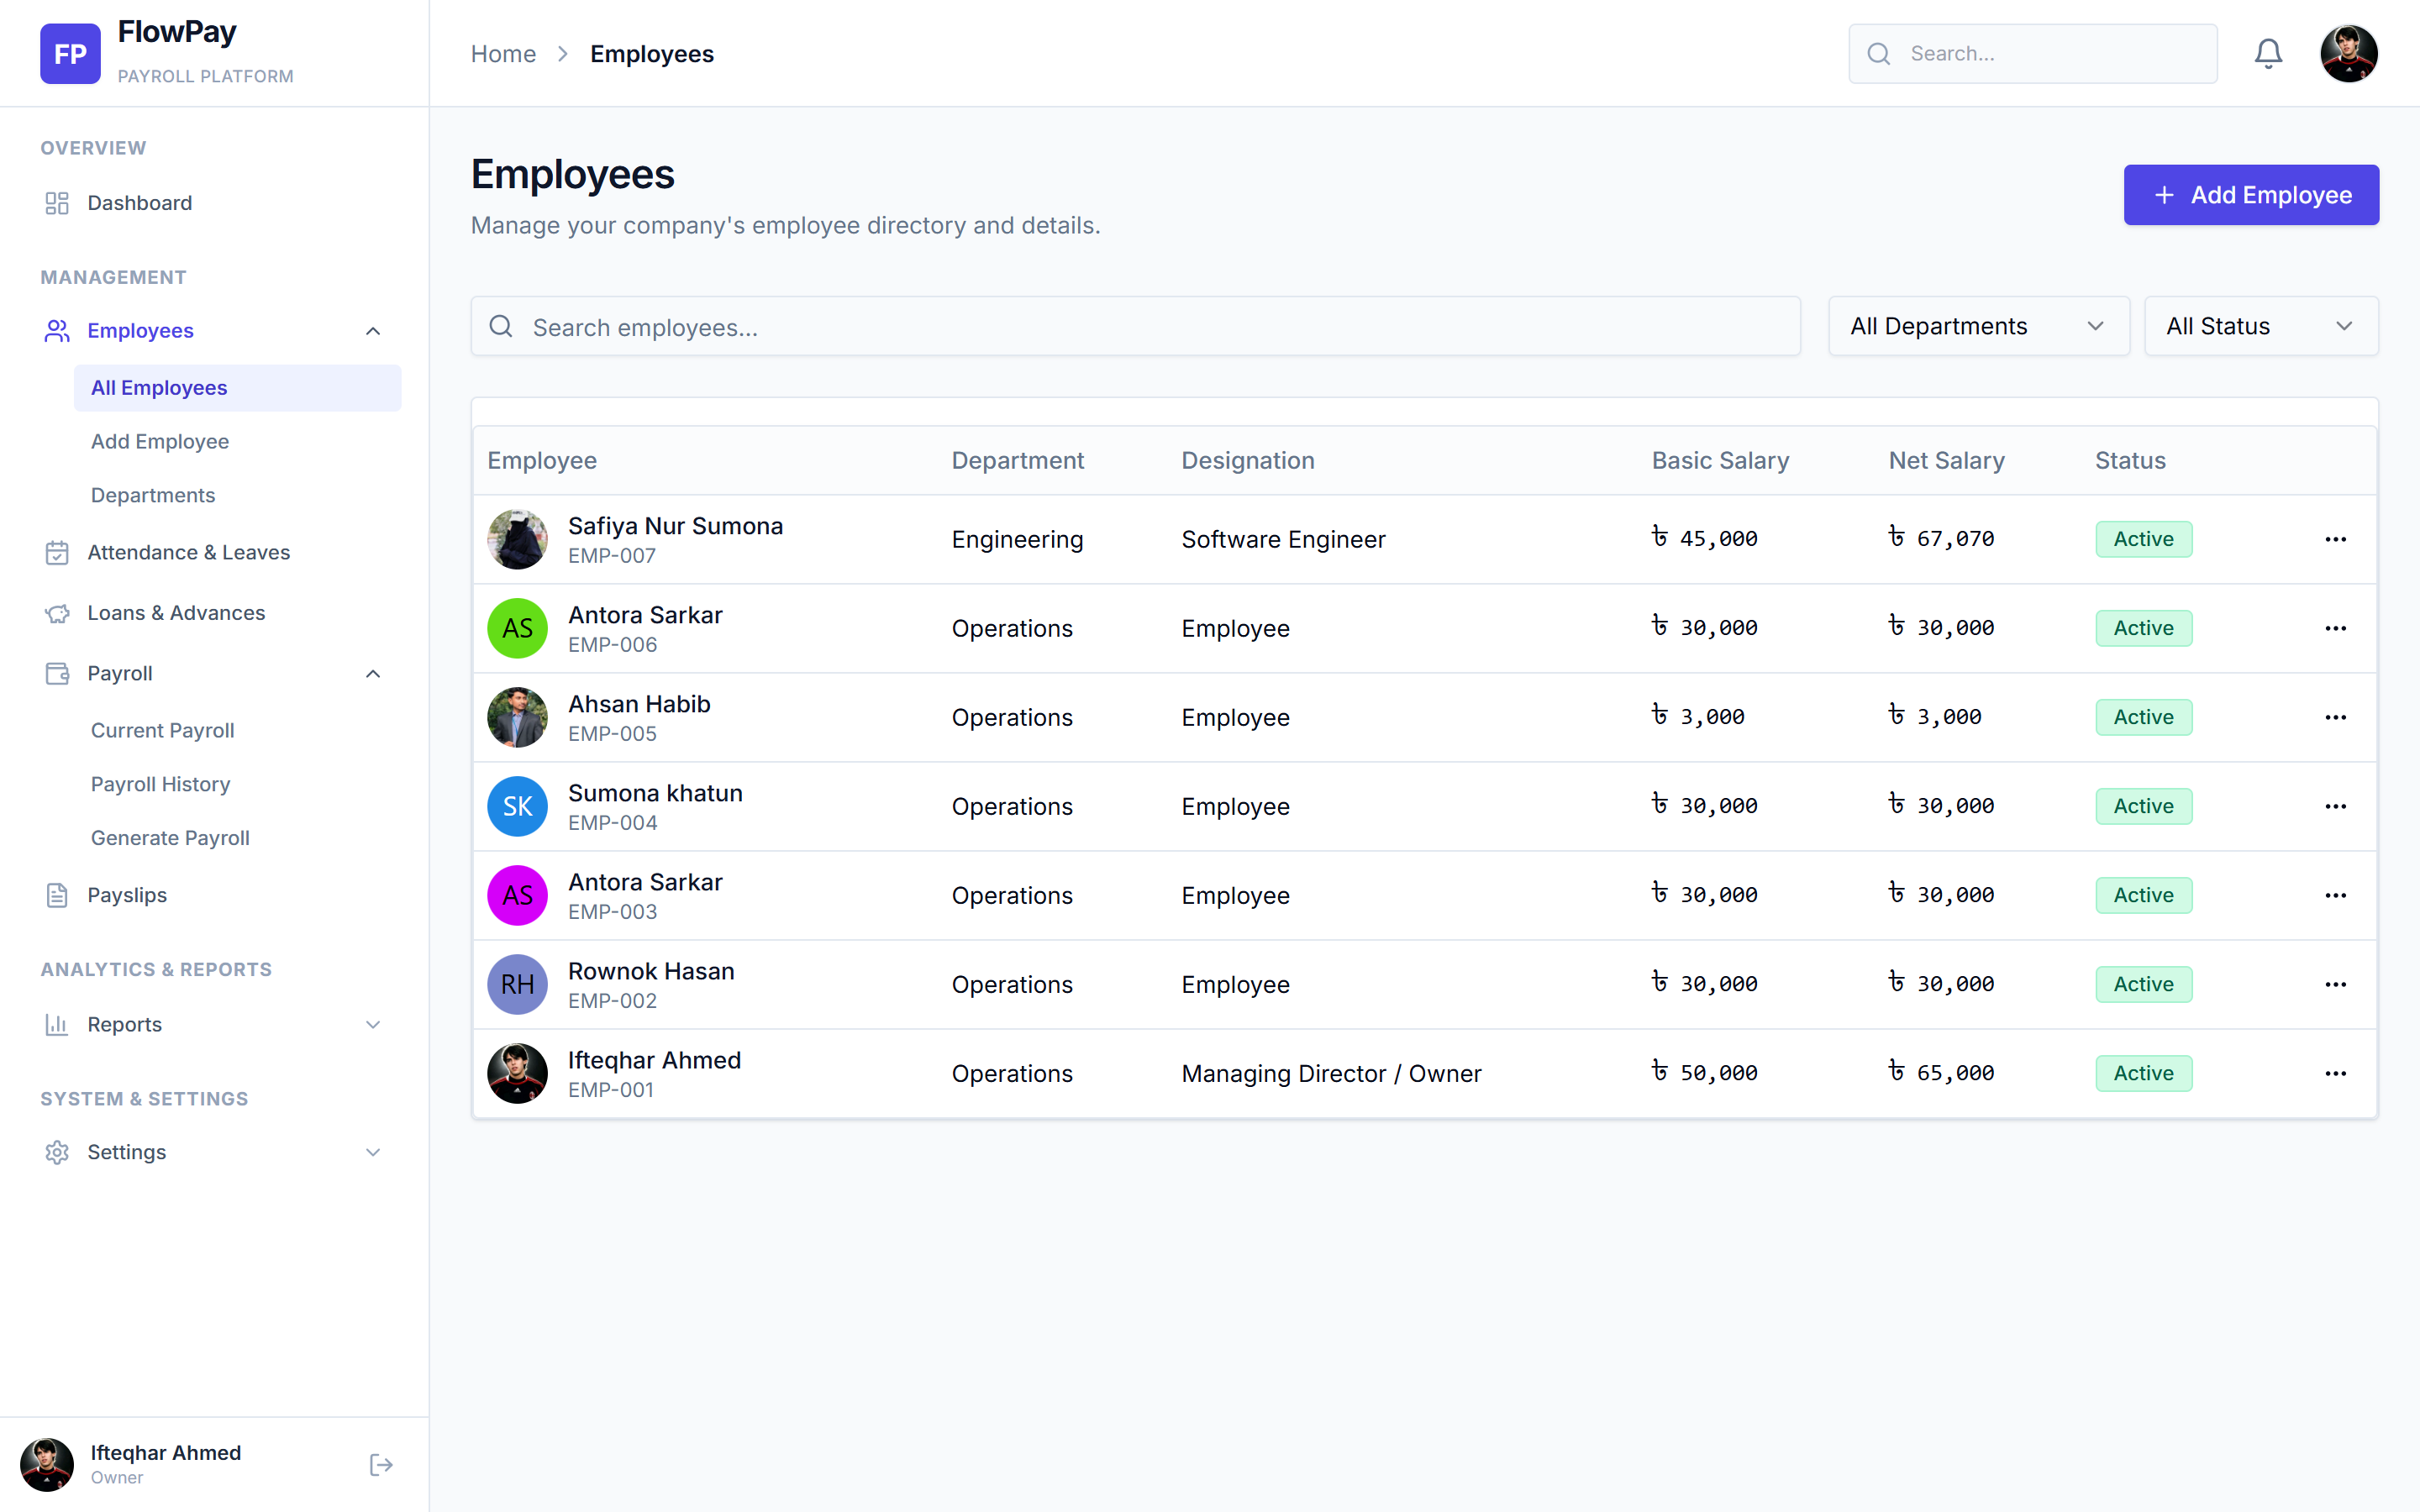 FP
FlowPay
PAYROLL PLATFORM
Home
Employees
Search...
OVERVIEW
Dashboard
MANAGEMENT
Employees
All Employees
Add Employee
Departments
Attendance & Leaves
Loans & Advances
Payroll
Current Payroll
Payroll History
Generate Payroll
Payslips
ANALYTICS & REPORTS
Reports
SYSTEM & SETTINGS
Settings
Ifteqhar Ahmed
Owner
Employees
Manage your company's employee directory and details.
+ Add Employee
Search employees...
All Departments
All Status
Employee Department Designation Basic Salary Net Salary Status
Safiya Nur Sumona
EMP-007
Engineering Software Engineer ৳ 45,000 ৳ 67,070 Active
AS
Antora Sarkar
EMP-006
Operations Employee ৳ 30,000 ৳ 30,000 Active
Ahsan Habib
EMP-005
Operations Employee ৳ 3,000 ৳ 3,000 Active
SK
Sumona khatun
EMP-004
Operations Employee ৳ 30,000 ৳ 30,000 Active
AS
Antora Sarkar
EMP-003
Operations Employee ৳ 30,000 ৳ 30,000 Active
RH
Rownok Hasan
EMP-002
Operations Employee ৳ 30,000 ৳ 30,000 Active
Ifteqhar Ahmed
EMP-001
Operations Managing Director / Owner ৳ 50,000 ৳ 65,000 Active